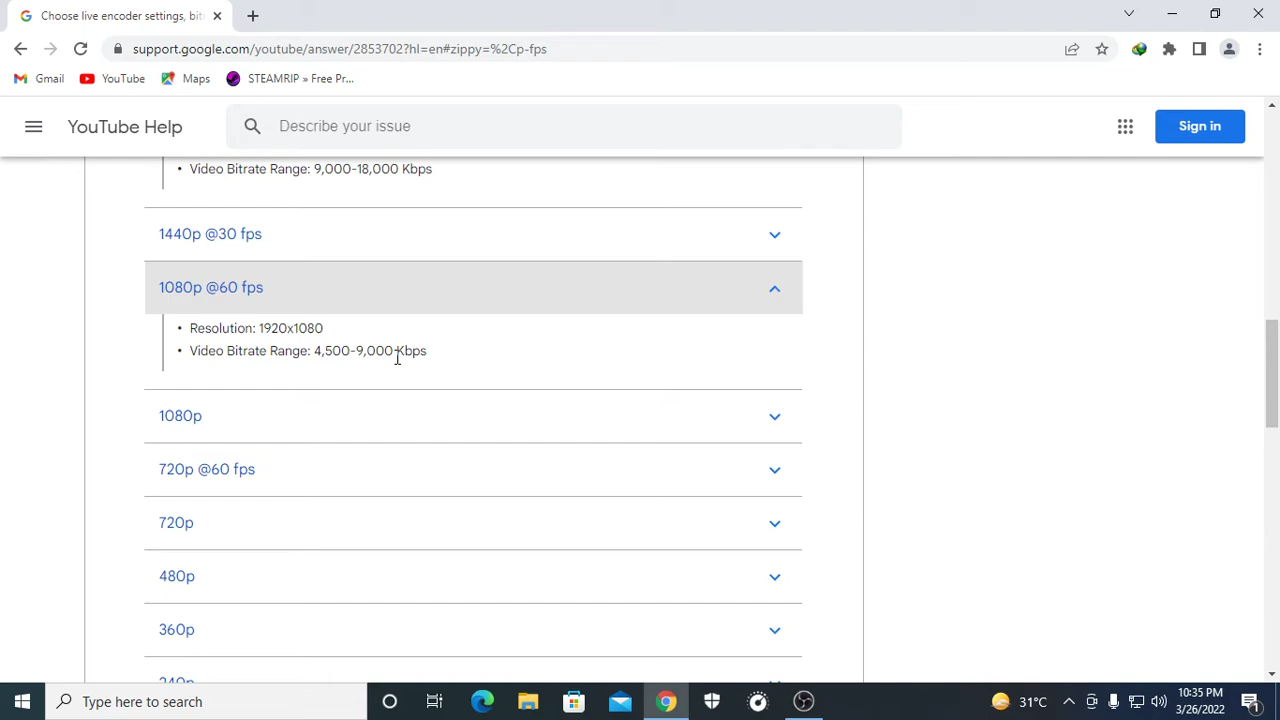 Choose live encoder settings, bit
support.google.com/youtube/answer/2853702?hl=en#zippy=%2Cp-fps
Gmail YouTube Maps STEAMRIP » Free Pr...
YouTube Help Describe your issue Sign in
• Video Bitrate Range: 9,000-18,000 Kbps
1440p @30 fps
1080p @60 fps
• Resolution: 1920x1080
• Video Bitrate Range: 4,500-9,000 Kbps
1080p
720p @60 fps
720p
480p
360p
240p
Type here to search 31°C 10:35 PM
3/26/2022 1